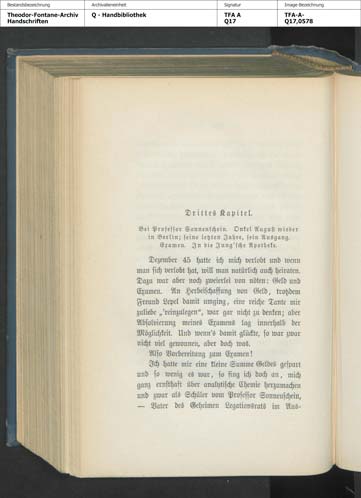 Bestandsbezeichnung
Archivalieneinheit
Signatur
Image Bezeichnung
Theodor-Fontane-Archiv
Handschriften
Q - Handbibliothek
TFA A
Q17
TFA-A-
Q17,0578
Drittes Kapitel.
Bei Professor Sonnenschein. Onkel August wieder
in Berlin; seine letzten Jahre, sein Ausgang.
Examen. In die Jung'sche Apotheke.
Dezember 45 hatte ich mich verlobt und wenn
man sich verlobt hat, will man natürlich auch heiraten.
Dazu war aber noch zweierlei von nöten: Geld und
Examen. An Herbeischaffung von Geld, trotzdem
Freund Lepel damit umging, eine reiche Tante mir
zuliebe „'reinzulegen“, war gar nicht zu denken; aber
Absolvierung meines Examens lag innerhalb der
Möglichkeit. Und wenn's damit glückte, so war zwar
nicht viel gewonnen, aber doch was.
Also Vorbereitung zum Examen!
Ich hatte mir eine kleine Summe Geldes gespart
und so wenig es war, so fing ich doch an, mich
ganz ernsthaft über analytische Chemie herzumachen
und zwar als Schüler vom Professor Sonnenschein,
— Vater des Geheimen Legationsrats im Aus-